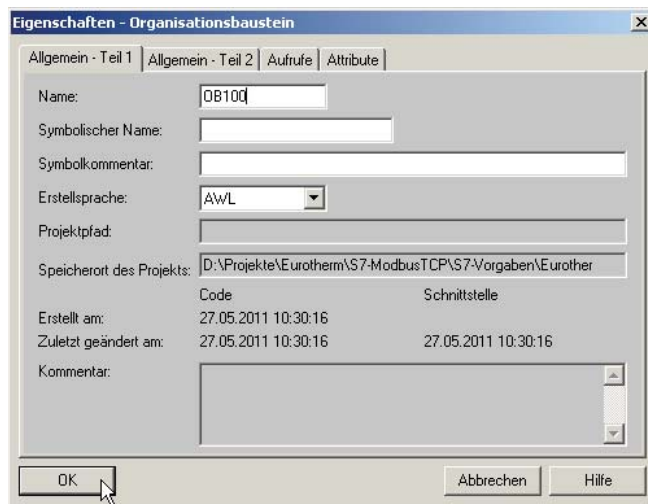 Eigenschaften - Organisationsbaustein
Allgemein - Teil 1 Allgemein - Teil 2 Aufrufe Attribute
Name: OB100
Symbolischer Name:
Symbolkommentar:
Erstellsprache: AWL
Projektpfad:
Speicherort des Projekts: D:\Projekte\Eurotherm\S7-ModbusTCP\S7-Vorgaben\Eurother
Code Schnittstelle
Erstellt am: 27.05.2011 10:30:16
Zuletzt geändert am: 27.05.2011 10:30:16 27.05.2011 10:30:16
Kommentar:
OK Abbrechen Hilfe